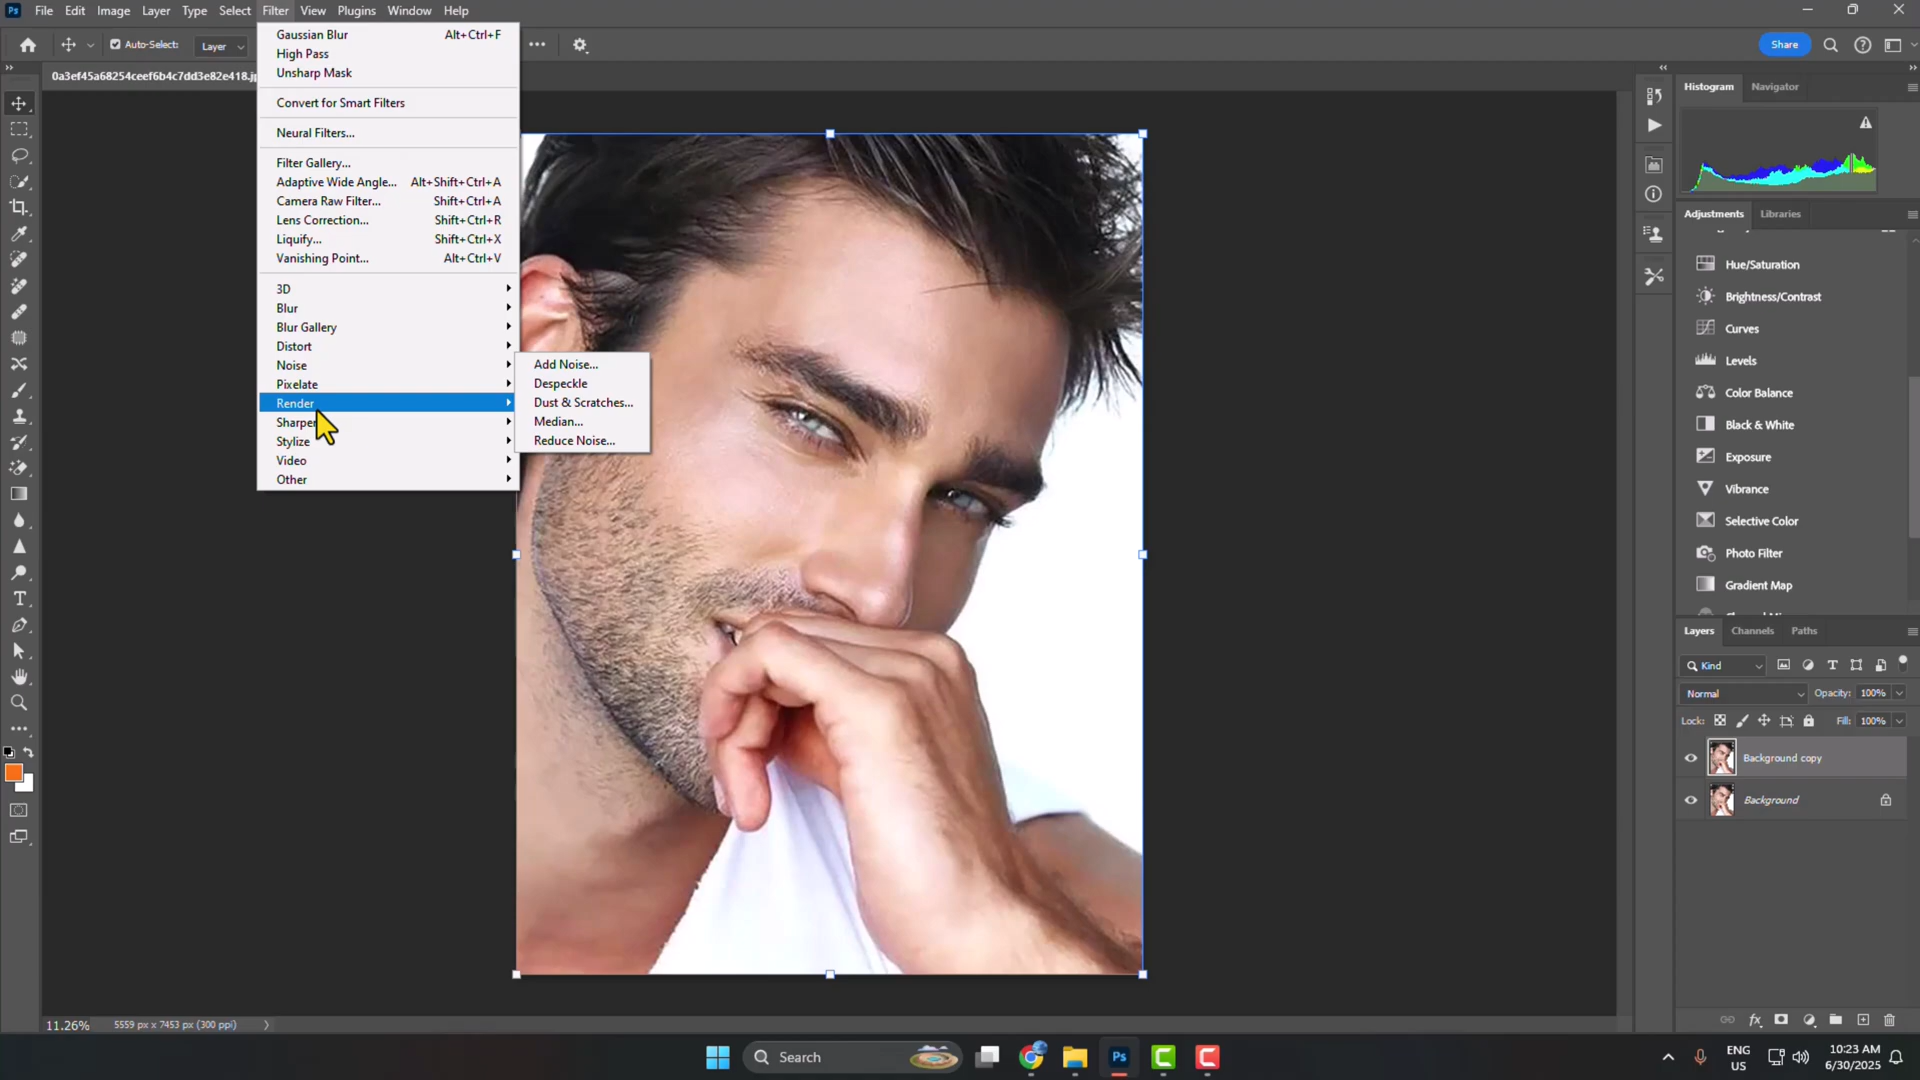 Ps File Edit Image Layer Type Select Filter View Plugins Window Help
Auto-Select: Layer
Share
0a3ef45a68254ceef6b4c7dd3e82e418.jp
Gaussian Blur Alt+Ctrl+F
High Pass
Unsharp Mask
Convert for Smart Filters
Neural Filters...
Filter Gallery...
Adaptive Wide Angle... Alt+Shift+Ctrl+A
Camera Raw Filter... Shift+Ctrl+A
Lens Correction... Shift+Ctrl+R
Liquify... Shift+Ctrl+X
Vanishing Point... Alt+Ctrl+V
3D
Blur
Blur Gallery
Distort
Noise
Pixelate
Render
Sharpen
Stylize
Video
Other
Add Noise...
Despeckle
Dust & Scratches...
Median...
Reduce Noise...
Histogram Navigator
Adjustments Libraries
Hue/Saturation
Brightness/Contrast
Curves
Levels
Color Balance
Black & White
Exposure
Vibrance
Selective Color
Photo Filter
Gradient Map
Layers Channels Paths
Kind
Normal Opacity: 100%
Lock: Fill: 100%
Background copy
Background
fx
11.26% 5559 px x 7453 px (300 ppi)
Search
Ps
ENG
US
10:23 AM
6/30/2025